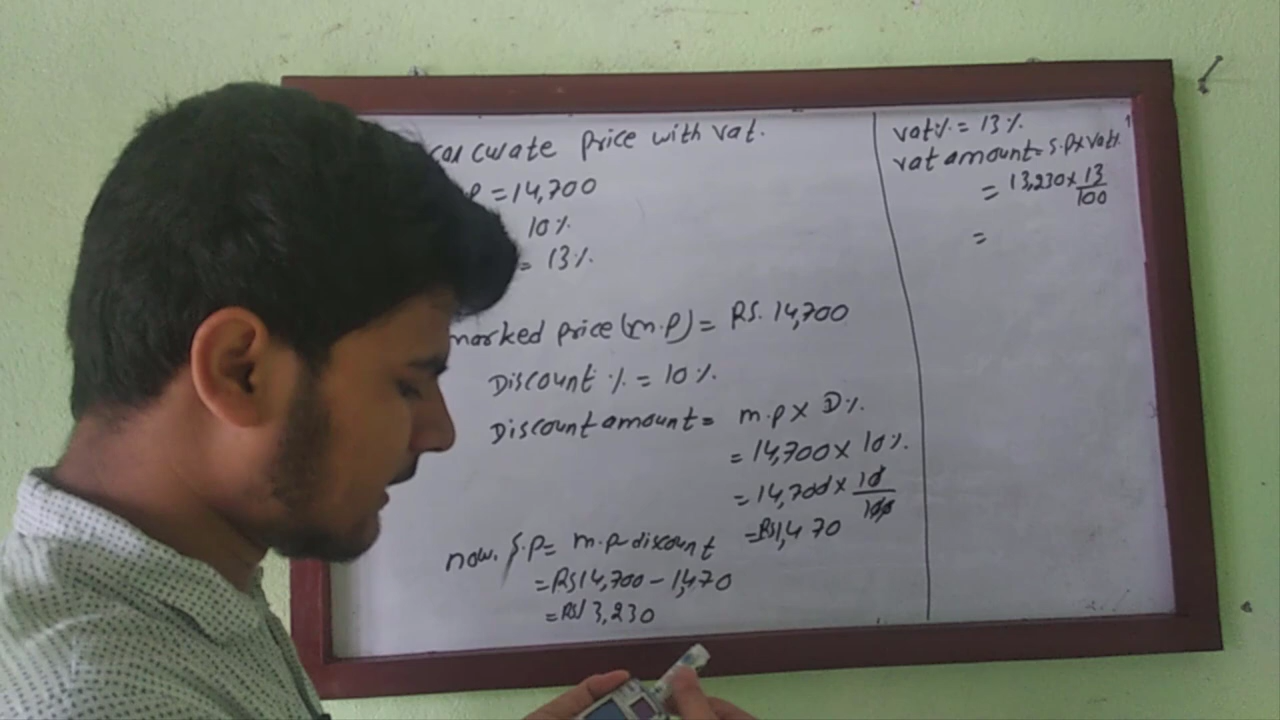 calculate price with vat.
P = 14,700
10%
= 13%
marked price (m.p) = RS. 14,700
Discount % = 10%.
Discount amount = m.p x D%.
= 14,700 x 10%.
= 14,700 x 10/100
= RS 1,470
now. S.P = m.p-discount
= RS 14,700 - 1,470
= RS 13,230
vat% = 13%
vat amount = S.P x vat%.
= 13,230 x 13/100
=